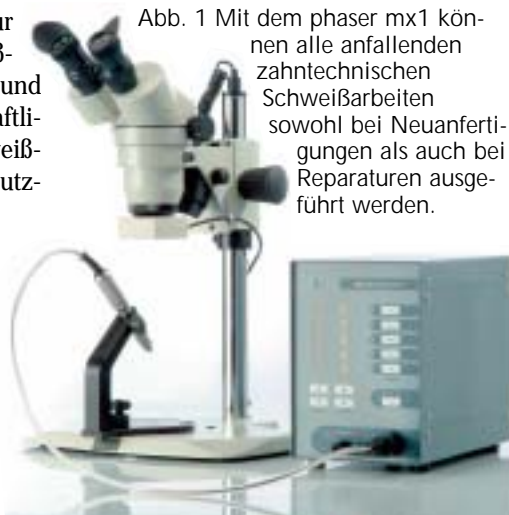 ur
ß-
und
aftli-
eiß-
utz-
Abb. 1 Mit dem phaser mx1 kön-
nen alle anfallenden
zahntechnischen
Schweißarbeiten
sowohl bei Neuanferti-
gungen als auch bei
Reparaturen ausge-
führt werden.